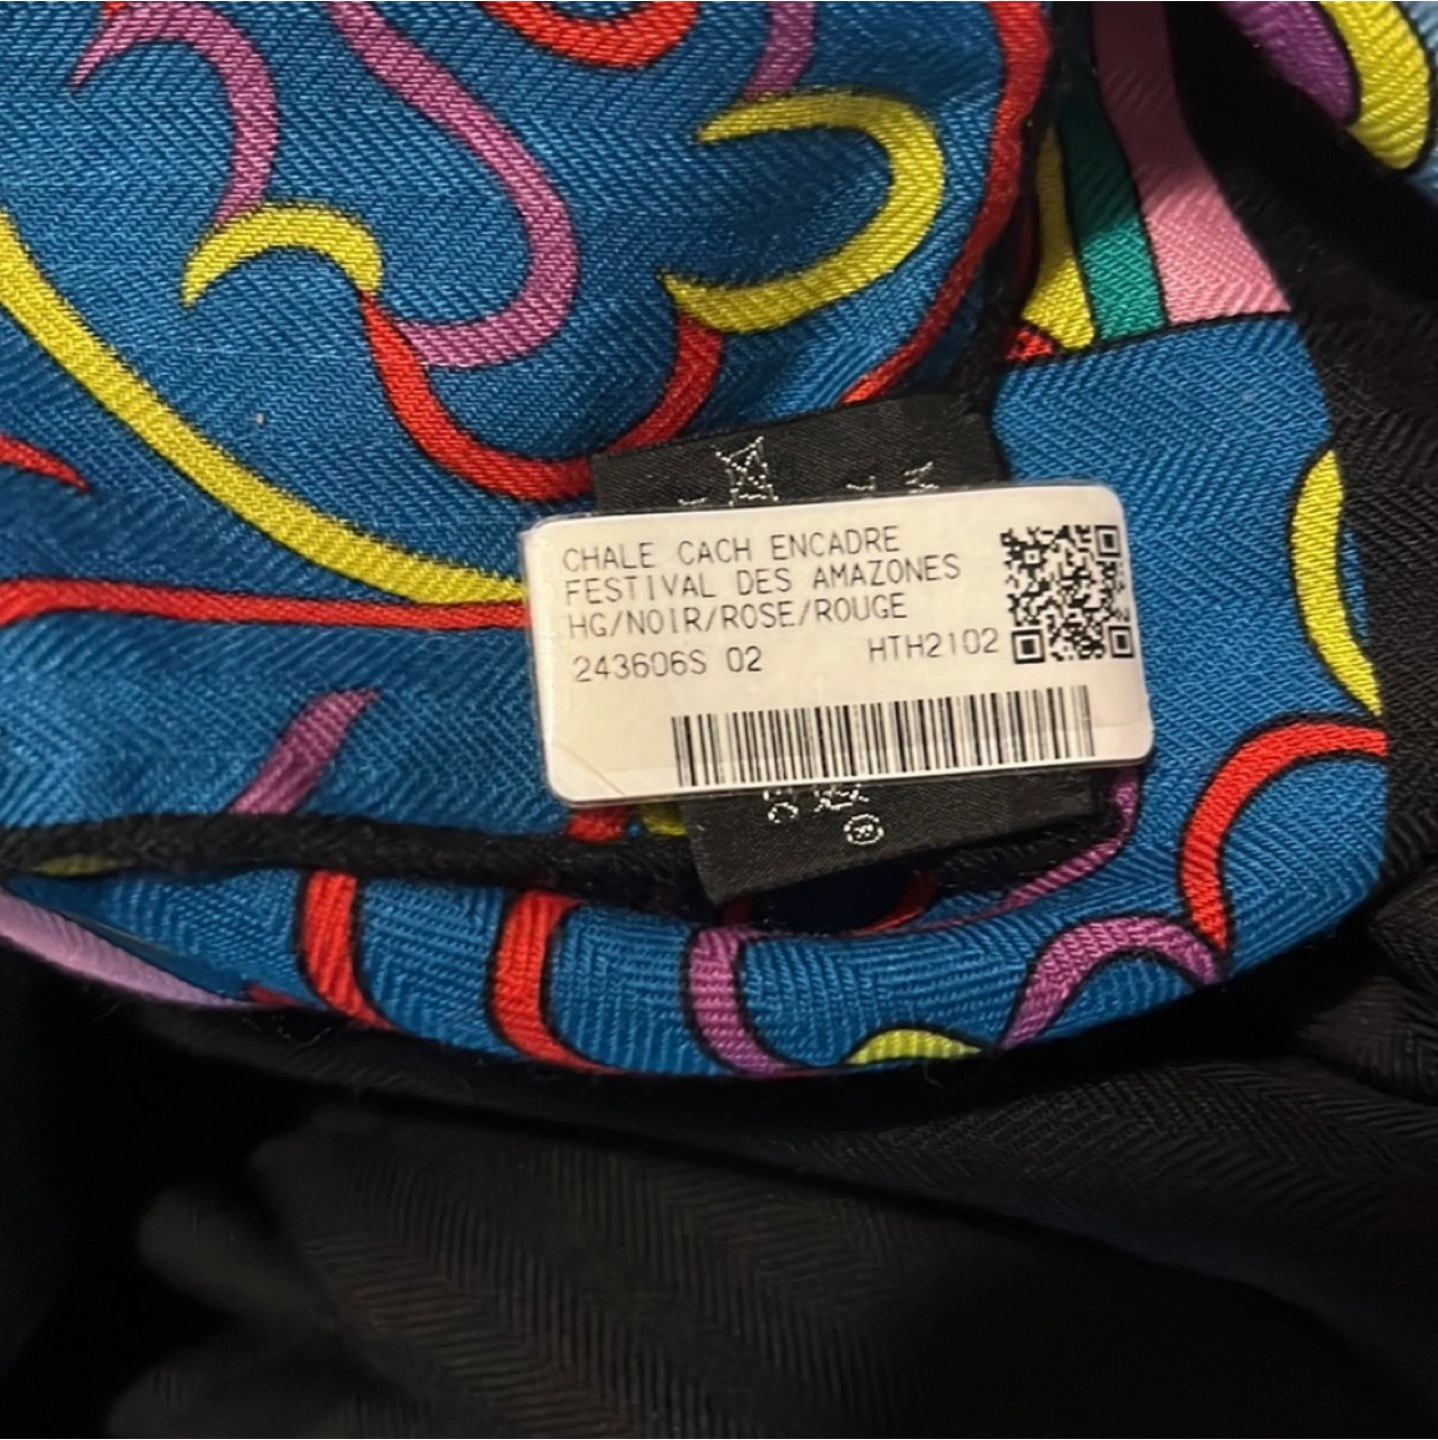 CHALE CACH ENCADRE
FESTIVAL DES AMAZONES
HG/NOIR/ROSE/ROUGE
243606S 02 HTH2102